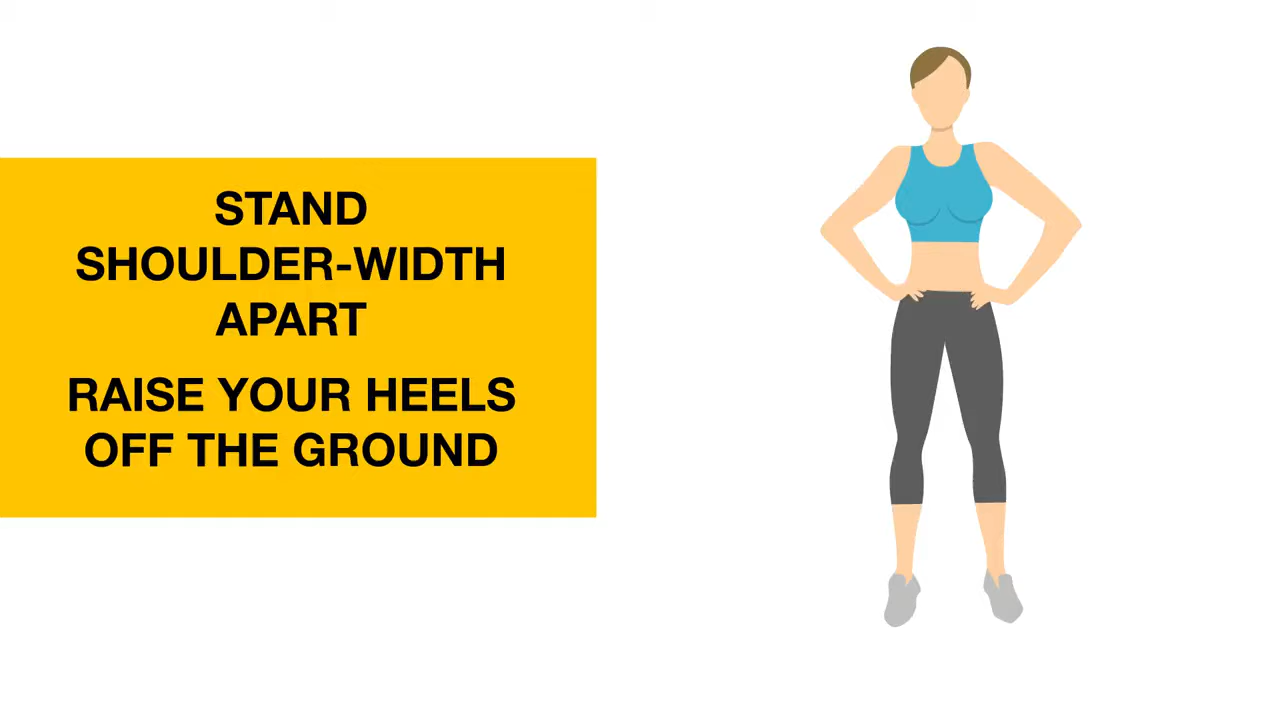 STAND
SHOULDER-WIDTH
APART
RAISE YOUR HEELS
OFF THE GROUND